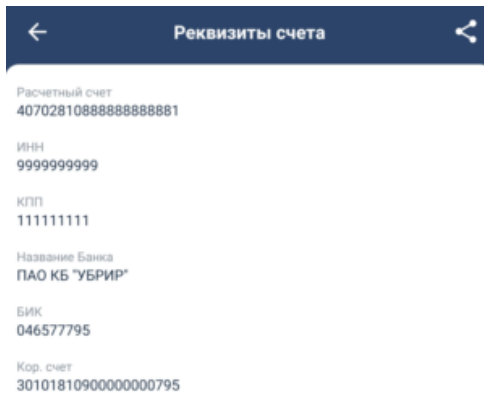 Реквизиты счета
Расчетный счет
40702810888888888881
ИНН
9999999999
КПП
111111111
Название Банка
ПАО КБ "УБРИР"
БИК
046577795
Кор. счет
30101810900000000795